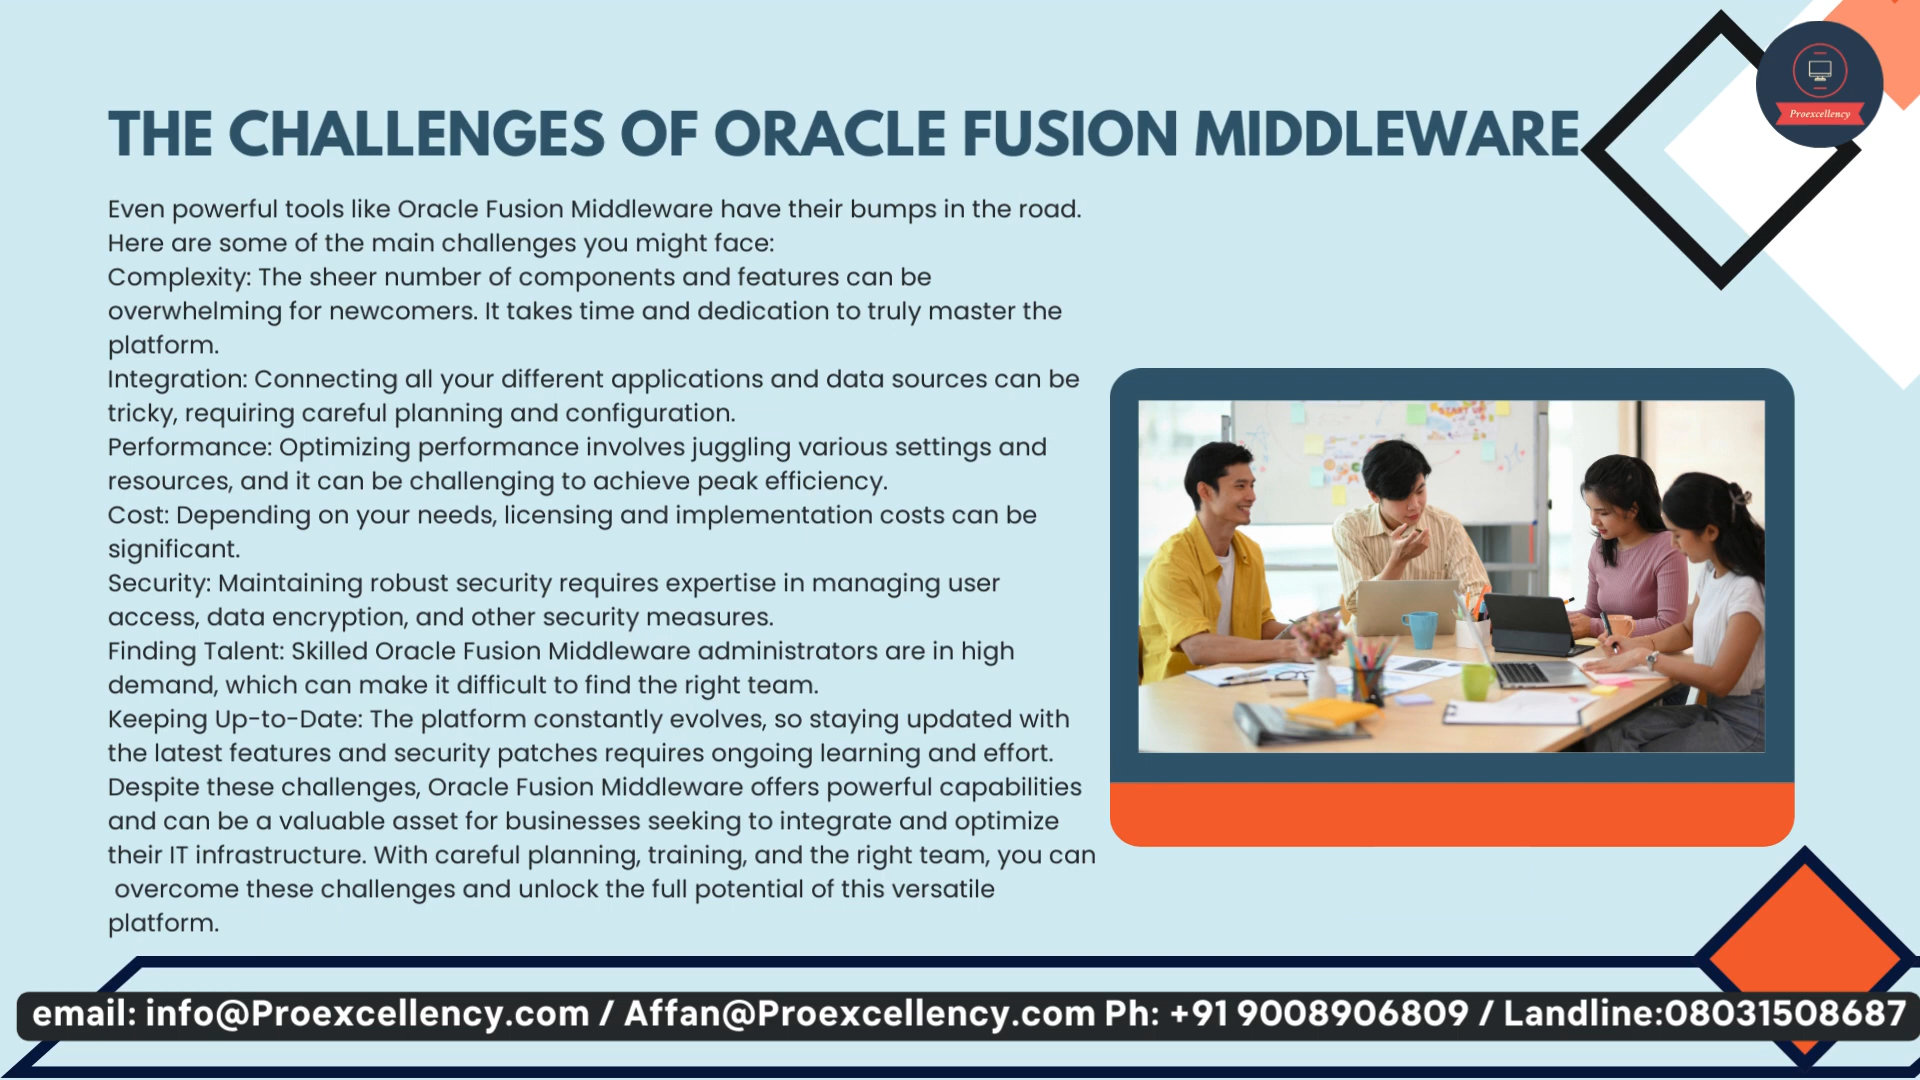 THE CHALLENGES OF ORACLE FUSION MIDDLEWARE
Proexcellency
Even powerful tools like Oracle Fusion Middleware have their bumps in the road.
Here are some of the main challenges you might face:
Complexity: The sheer number of components and features can be
overwhelming for newcomers. It takes time and dedication to truly master the
platform.
Integration: Connecting all your different applications and data sources can be
tricky, requiring careful planning and configuration.
Performance: Optimizing performance involves juggling various settings and
resources, and it can be challenging to achieve peak efficiency.
Cost: Depending on your needs, licensing and implementation costs can be
significant.
Security: Maintaining robust security requires expertise in managing user
access, data encryption, and other security measures.
Finding Talent: Skilled Oracle Fusion Middleware administrators are in high
demand, which can make it difficult to find the right team.
Keeping Up-to-Date: The platform constantly evolves, so staying updated with
the latest features and security patches requires ongoing learning and effort.
Despite these challenges, Oracle Fusion Middleware offers powerful capabilities
and can be a valuable asset for businesses seeking to integrate and optimize
their IT infrastructure. With careful planning, training, and the right team, you can
overcome these challenges and unlock the full potential of this versatile
platform.
START UP
email: info@Proexcellency.com / Affan@Proexcellency.com Ph: +91 9008906809 / Landline:08031508687